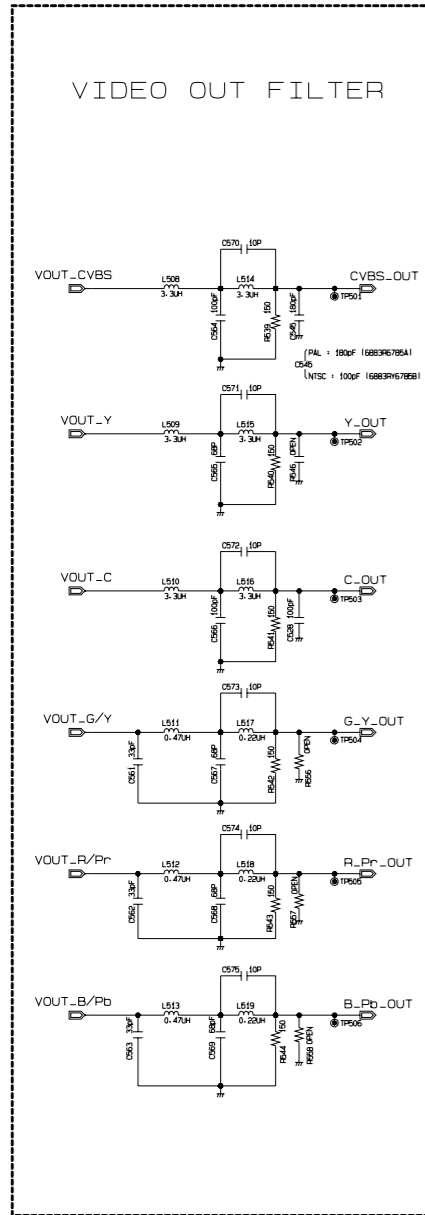 VIDEO OUT FILTER
C570 10P
VOUT_CVBS L508 L514 CVBS_OUT
3.3UH 3.3UH TP501
100pF C564 150 R539 180pF C545
PAL : 180pF (6883R6785A)
C545
NTSC : 100pF (6883RY6785B)
C571 10P
VOUT_Y L509 L515 Y_OUT
3.3UH 3.3UH TP502
68P C565 150 R540 OPEN R546
C572 10P
VOUT_C L510 L516 C_OUT
3.3UH 3.3UH TP503
100pF C566 150 R541 100pF C528
C573 10P
VOUT_G/Y L511 L517 G_Y_OUT
0.47UH 0.22UH TP504
33pF C561 68P C567 150 R542 OPEN R556
C574 10P
VOUT_R/Pr L512 L518 R_Pr_OUT
0.47UH 0.22UH TP505
33pF C562 68P C568 150 R543 OPEN R557
C575 10P
VOUT_B/Pb L513 L519 B_Pb_OUT
0.47UH 0.22UH TP506
33pF C563 68pF C569 150 R544 R558 OPEN